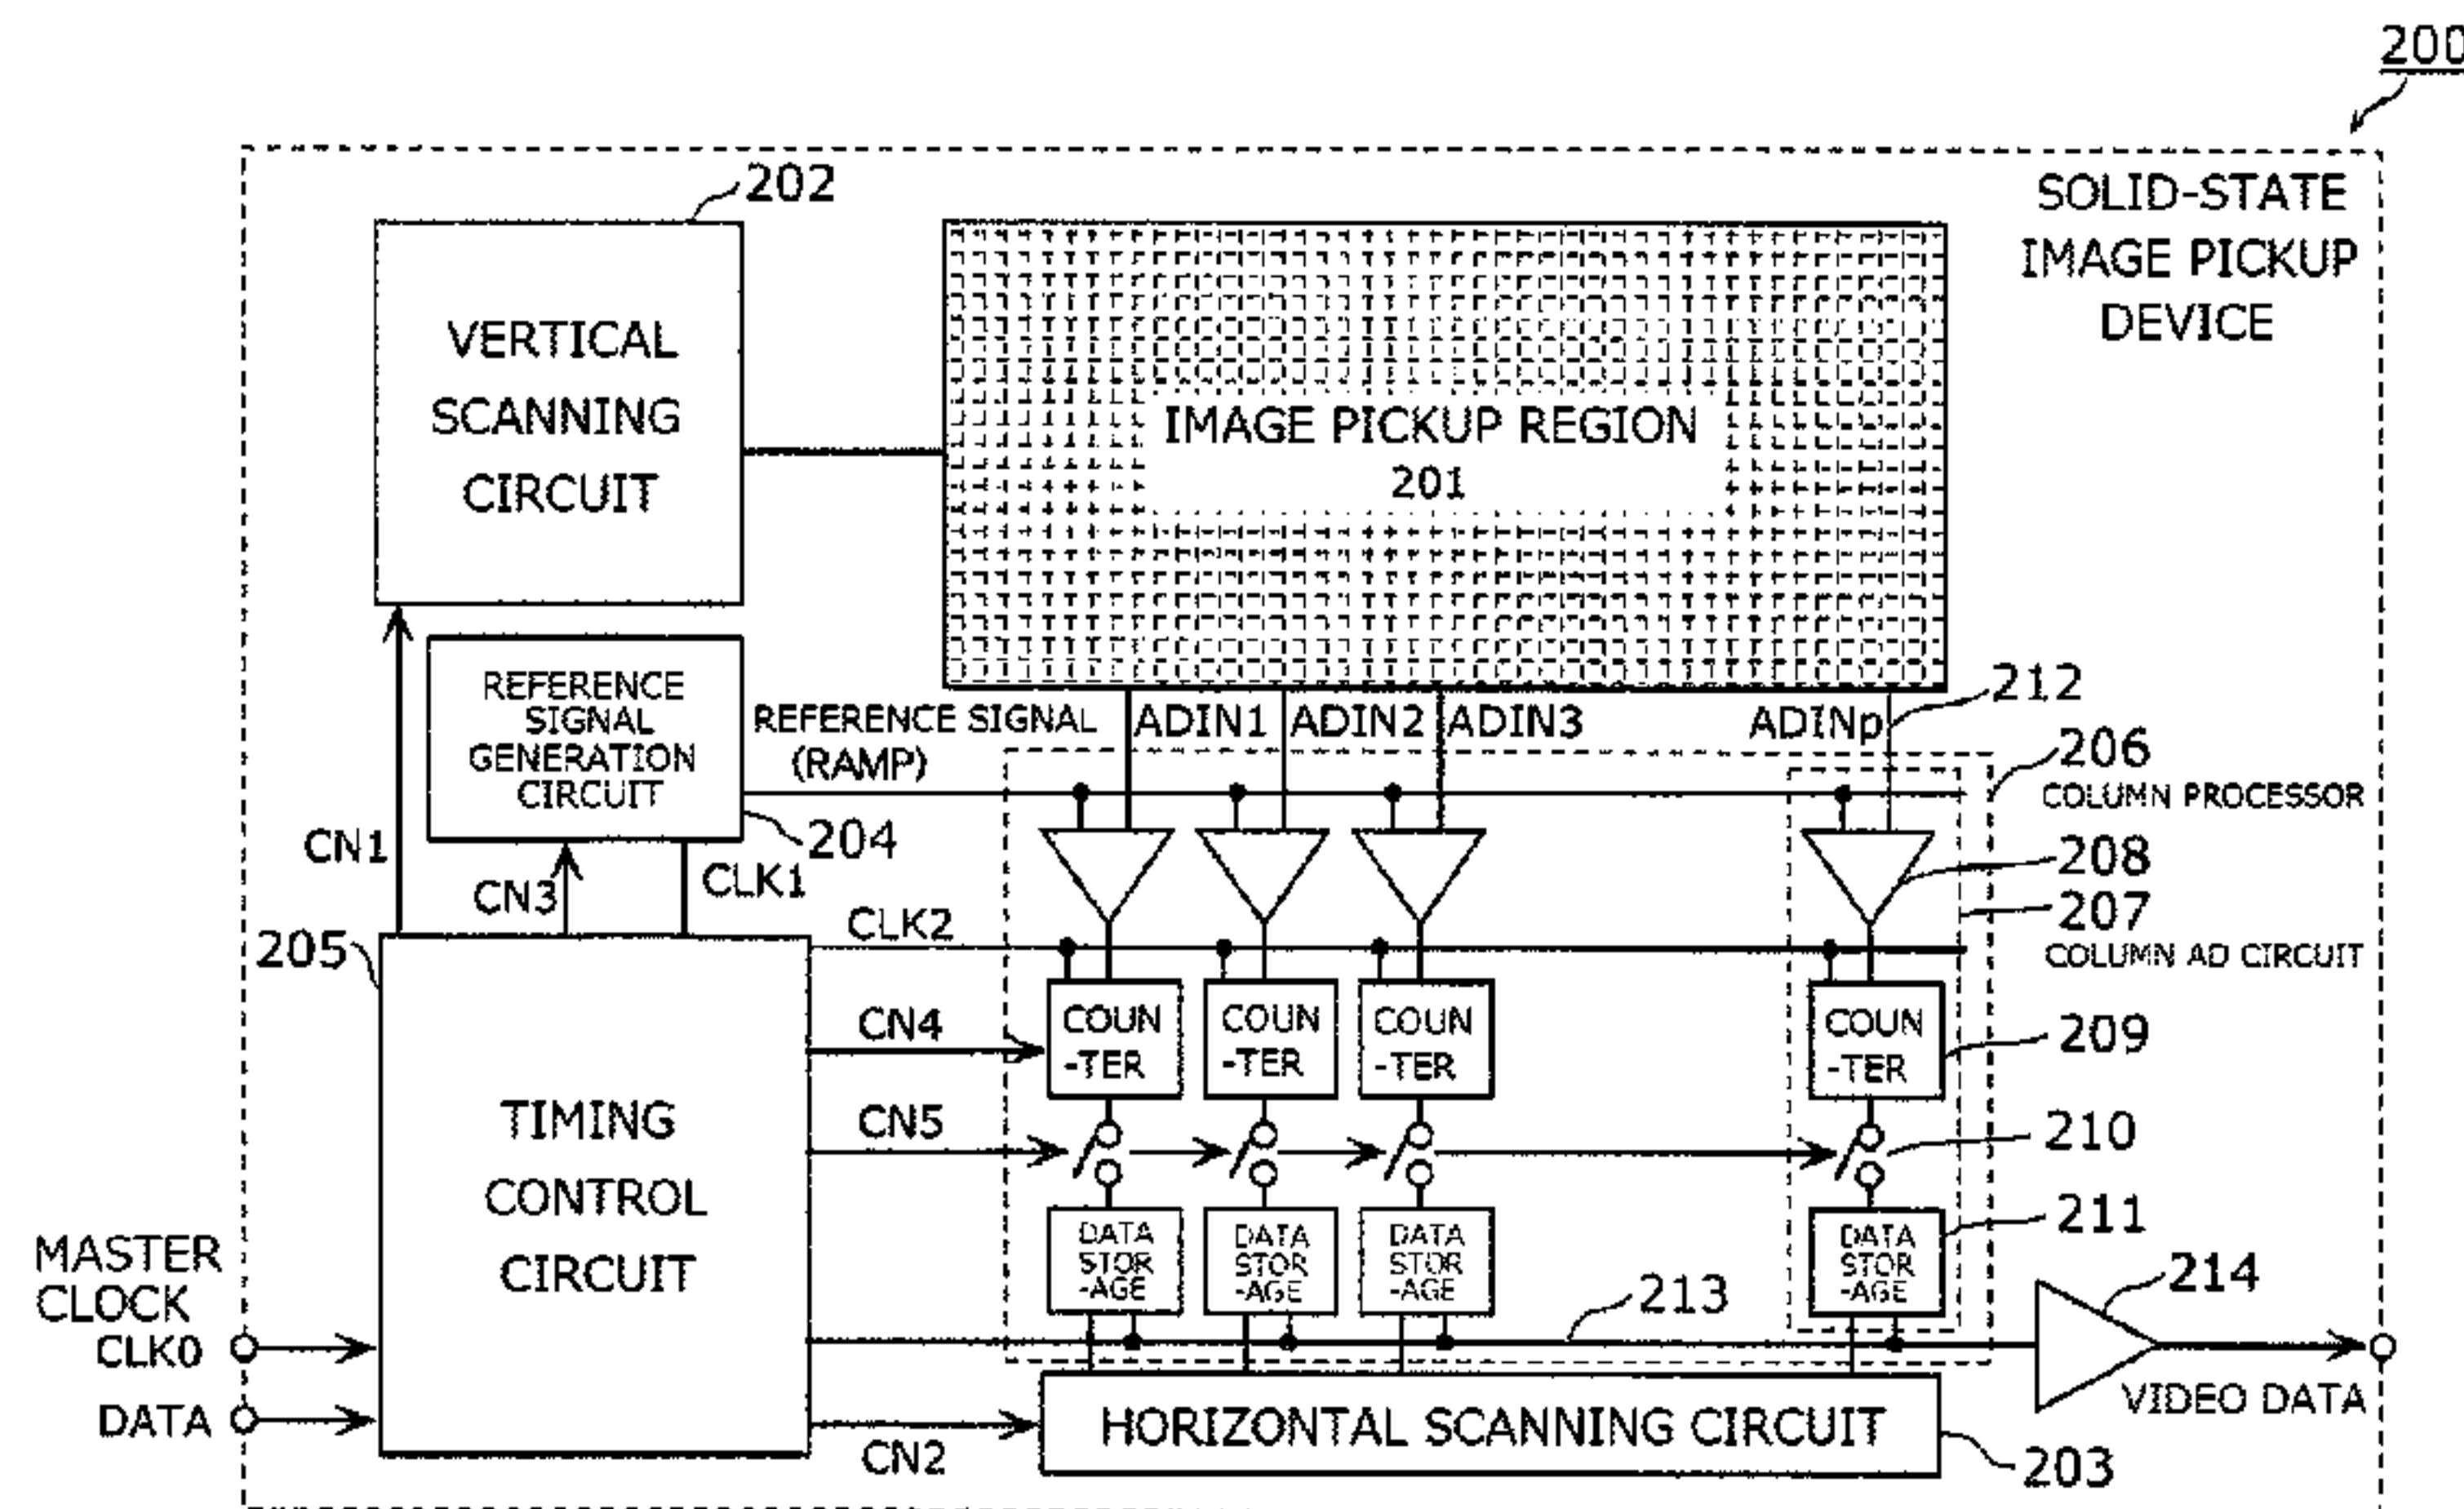 200
202
SOLID-STATE
IMAGE PICKUP
DEVICE
VERTICAL
SCANNING
CIRCUIT
IMAGE PICKUP REGION
201
REFERENCE
SIGNAL
GENERATION
CIRCUIT
REFERENCE SIGNAL
(RAMP)
ADIN1
ADIN2
ADIN3
ADINp
212
206
COLUMN PROCESSOR
204
208
CN1
CN3
CLK1
207
COLUMN AD CIRCUIT
205
CLK2
COUN
-TER
COUN
-TER
COUN
-TER
COUN
-TER
209
CN4
CN5
210
TIMING
CONTROL
CIRCUIT
DATA
STOR
-AGE
DATA
STOR
-AGE
DATA
STOR
-AGE
DATA
STOR
-AGE
211
213
214
MASTER
CLOCK
CLK0
DATA
CN2
HORIZONTAL SCANNING CIRCUIT
203
VIDEO DATA